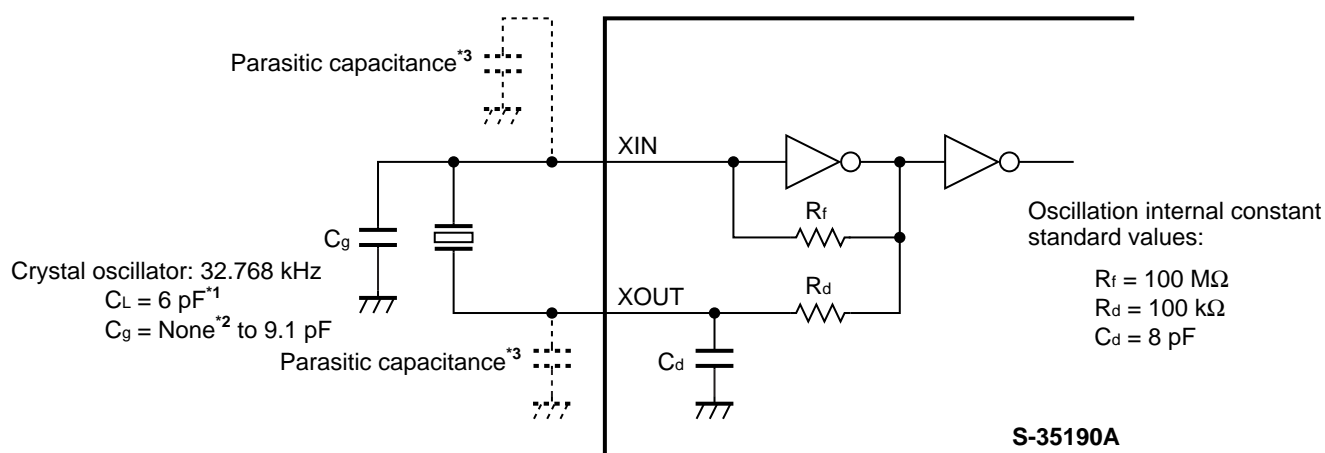 Parasitic capacitance*3
XIN
Rf
Cg
Oscillation internal constant
standard values:
Crystal oscillator: 32.768 kHz
CL = 6 pF*1
Cg = None*2 to 9.1 pF
XOUT
Rd
Rf = 100 MΩ
Rd = 100 kΩ
Cd = 8 pF
Parasitic capacitance*3
Cd
S-35190A